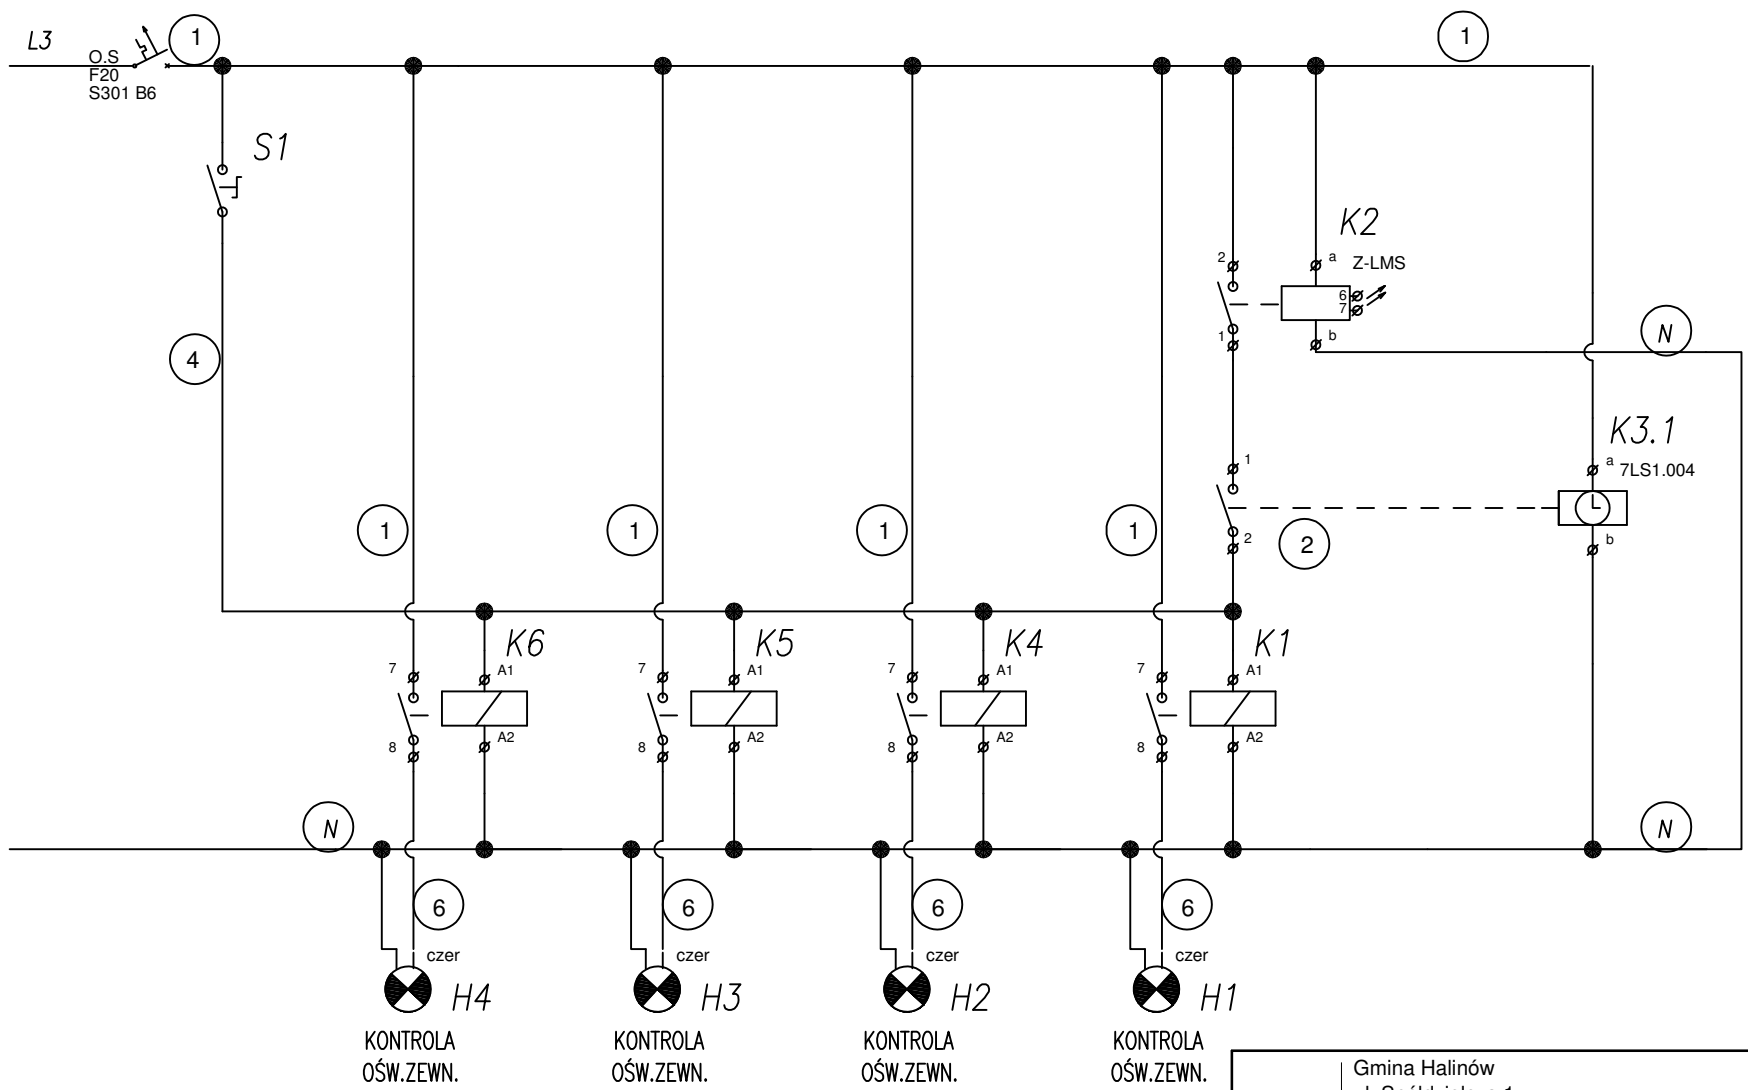 L3
O.S
F20
S301 B6
1
1
S1
K2
2
a
Z-LMS
6
7
1
b
N
4
K3.1
1
a
7LS1.004
1
1
1
1
2
2
b
K6
K5
K4
K1
7
A1
7
A1
7
A1
7
A1
8
A2
8
A2
8
A2
8
A2
N
N
6
6
6
6
czer
czer
czer
czer
H4
H3
H2
H1
KONTROLA
OŚW.ZEWN.
KONTROLA
OŚW.ZEWN.
KONTROLA
OŚW.ZEWN.
KONTROLA
OŚW.ZEWN.
Gmina Halinów